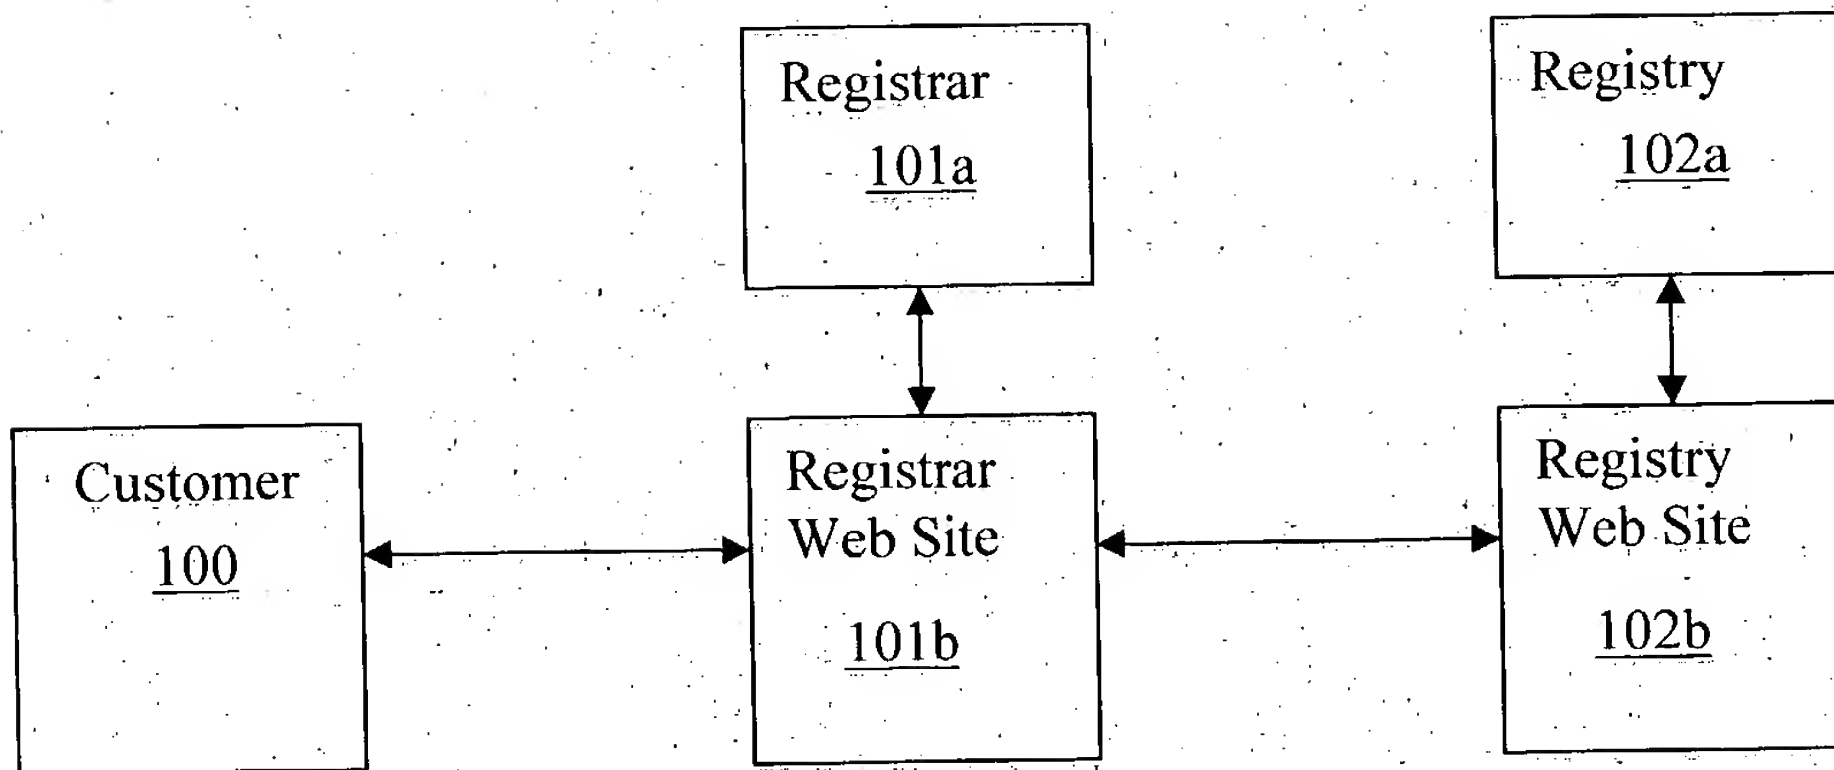 Registrar
101a
Registry
102a
Customer
100
Registrar
Web Site
101b
Registry
Web Site
102b